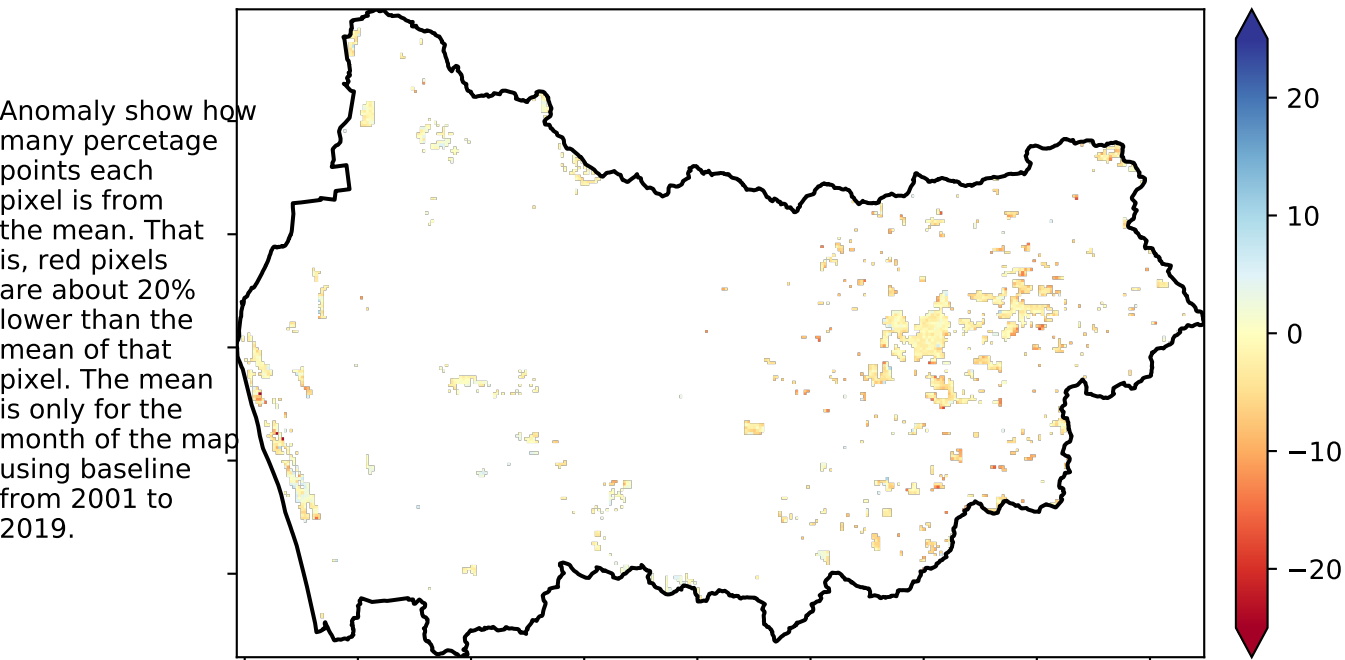 Anomaly show how
many percetage
points each
pixel is from
the mean. That
is, red pixels
are about 20%
lower than the
mean of that
pixel. The mean
is only for the
month of the map
using baseline
from 2001 to
2019.
20
10
0
−10
−20